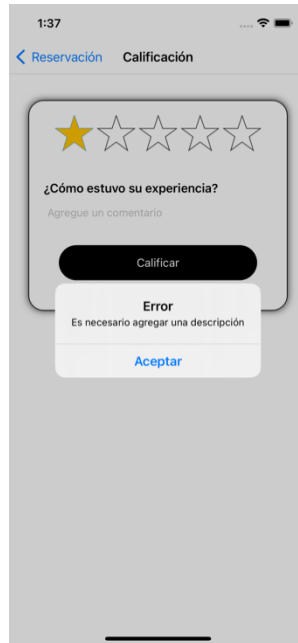 1:37
Reservación
Calificación
¿Cómo estuvo su experiencia?
Agregue un comentario
Calificar
Error
Es necesario agregar una descripción
Aceptar